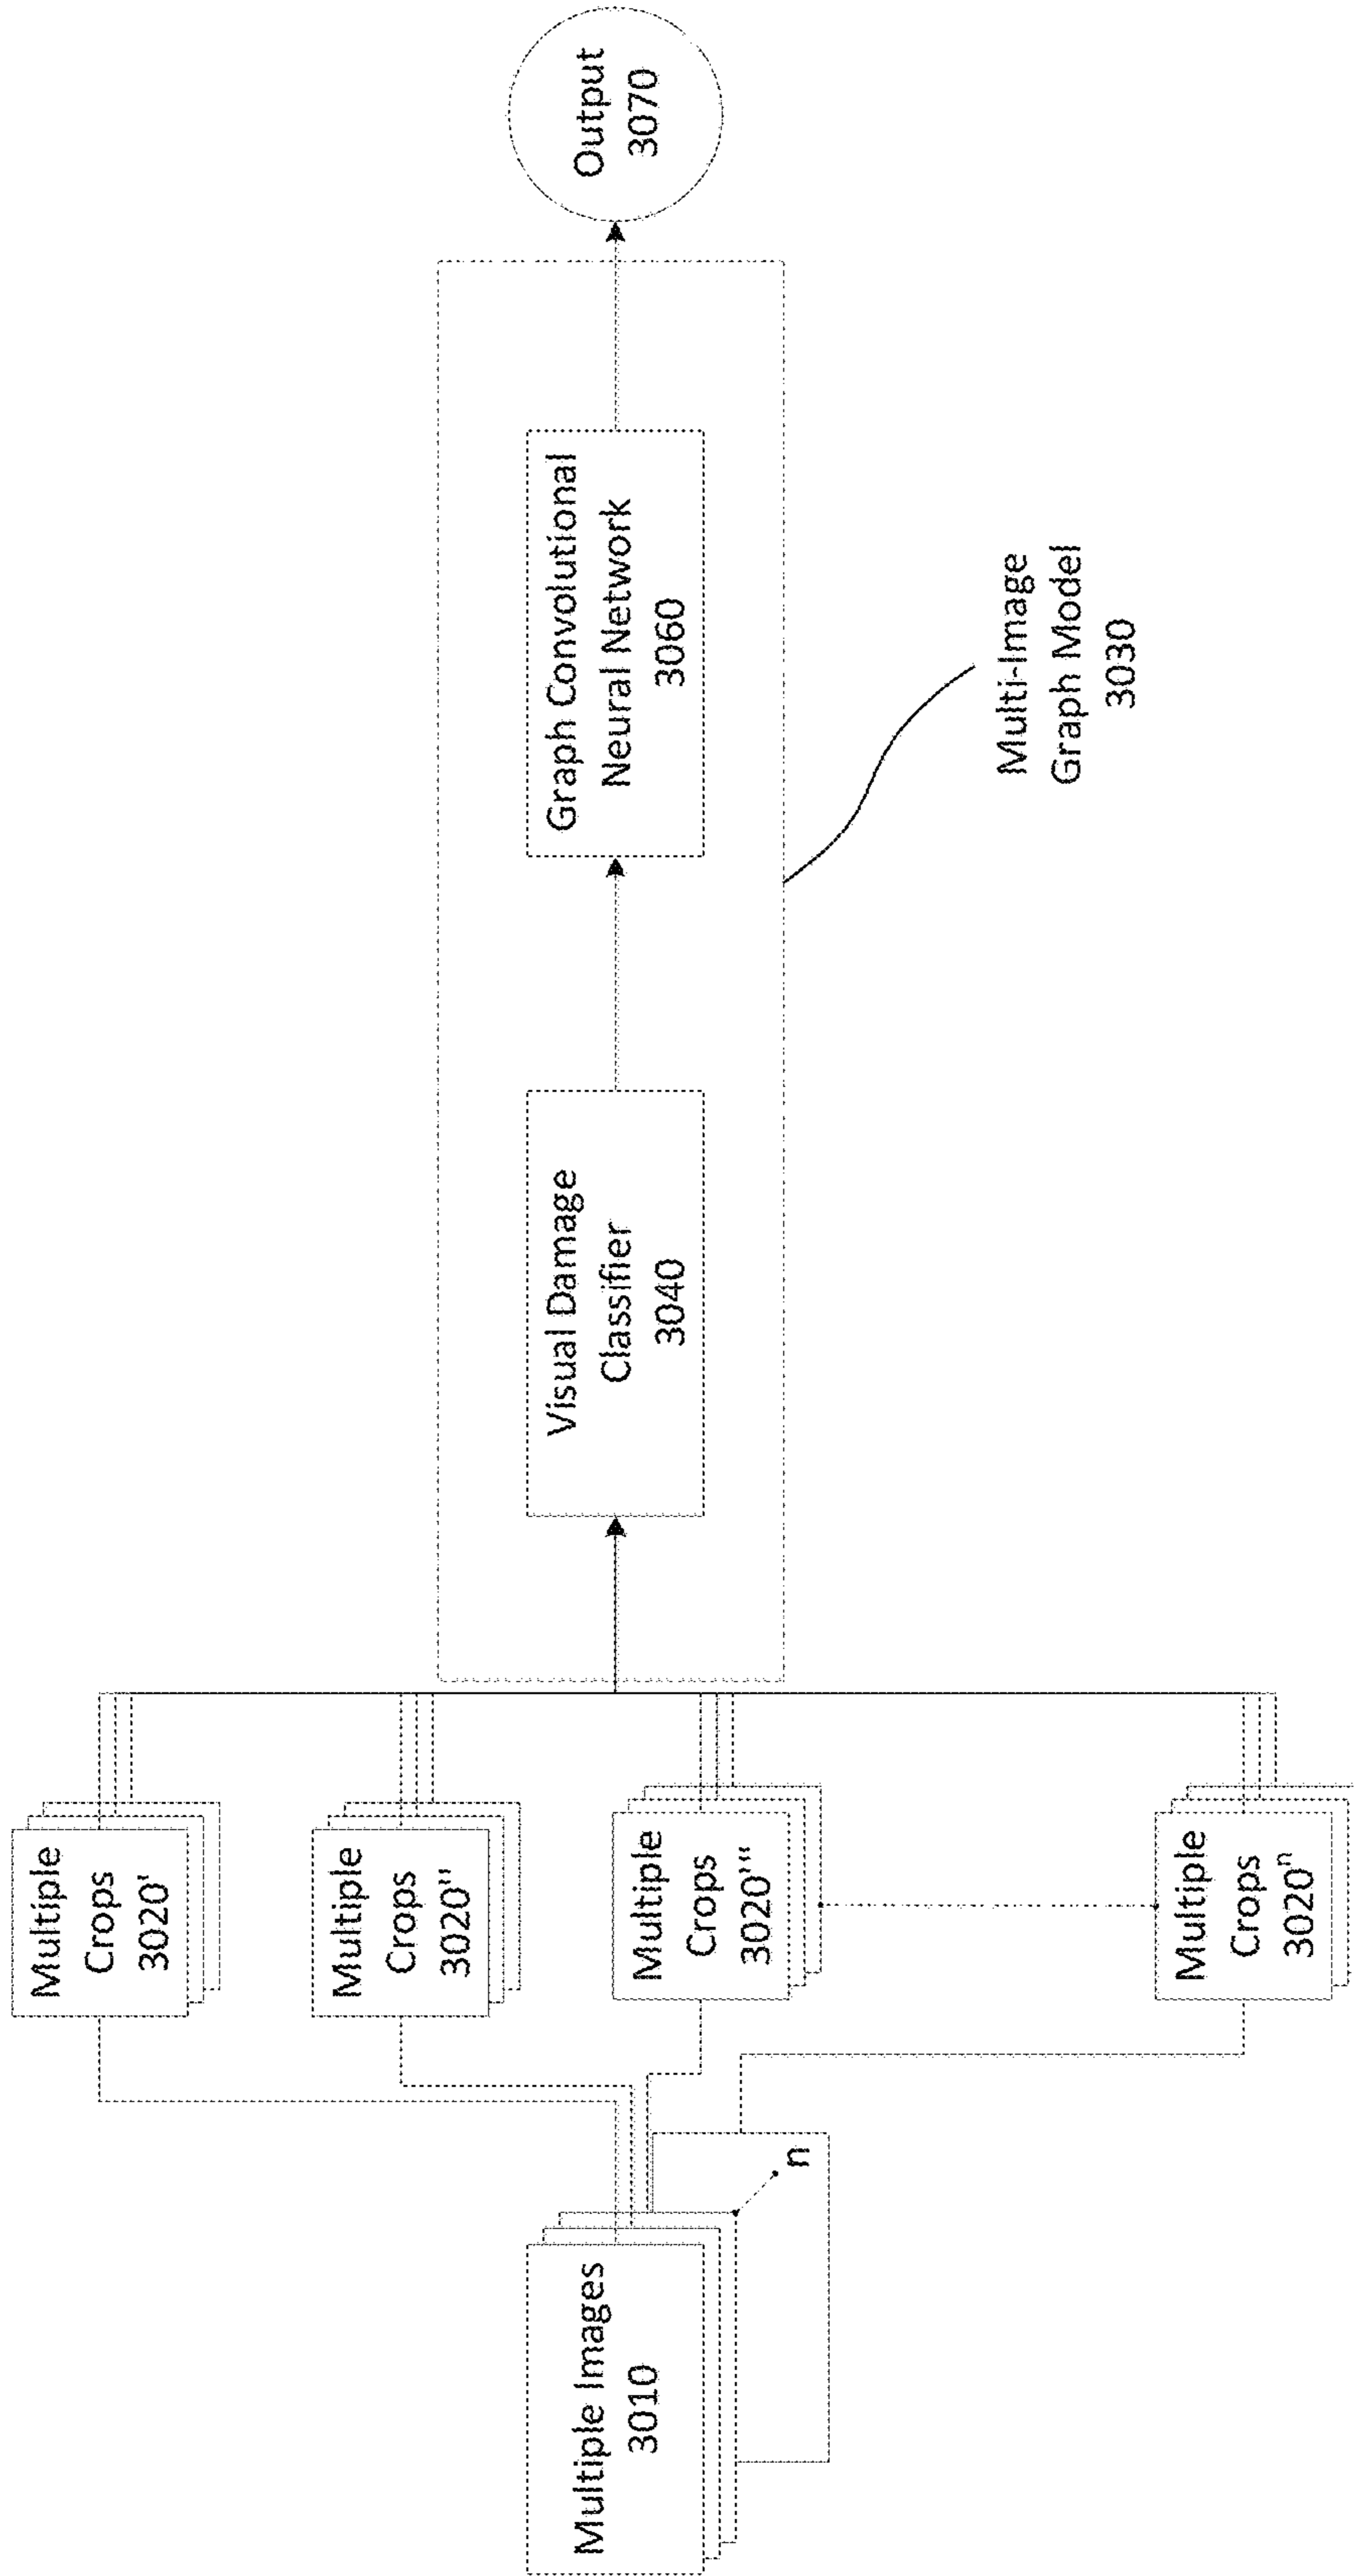 Multiple Images
3010
n
Multiple
Crops
3020'
Multiple
Crops
3020''
Multiple
Crops
3020'''
Multiple
Crops
3020ⁿ
Visual Damage
Classifier
3040
Graph Convolutional
Neural Network
3060
Multi-Image
Graph Model
3030
Output
3070